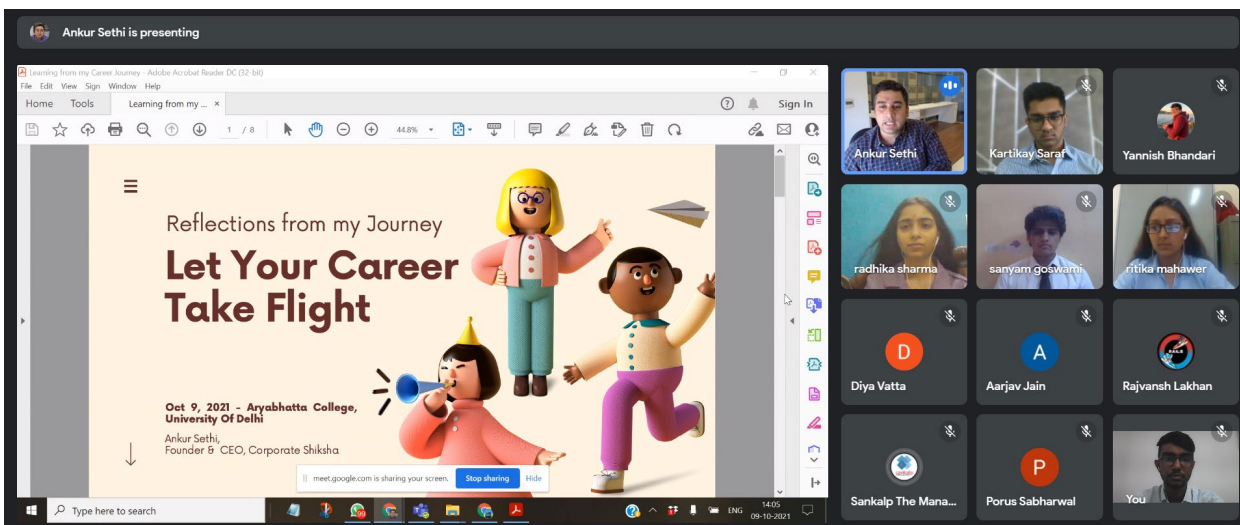 Ankur Sethi is presenting
Learning from my Career Journey - Adobe Acrobat Reader DC (32-bit)
File Edit View Sign Window Help
Home Tools Learning from my ... × Sign In
1 / 8 44.8%
Reflections from my Journey
Let Your Career
Take Flight
Oct 9, 2021 - Aryabhatta College,
University Of Delhi
Ankur Sethi,
Founder & CEO, Corporate Shiksha
meet.google.com is sharing your screen. Stop sharing Hide
Type here to search
ENG
14:05
09-10-2021
Ankur Sethi
Kartikay Saraf
Yannish Bhandari
radhika sharma
sanyam goswami
ritika mahawer
D
A
Diya Vatta
Aarjav Jain
Rajvansh Lakhan
P
Sankalp The Mana...
Porus Sabharwal
You